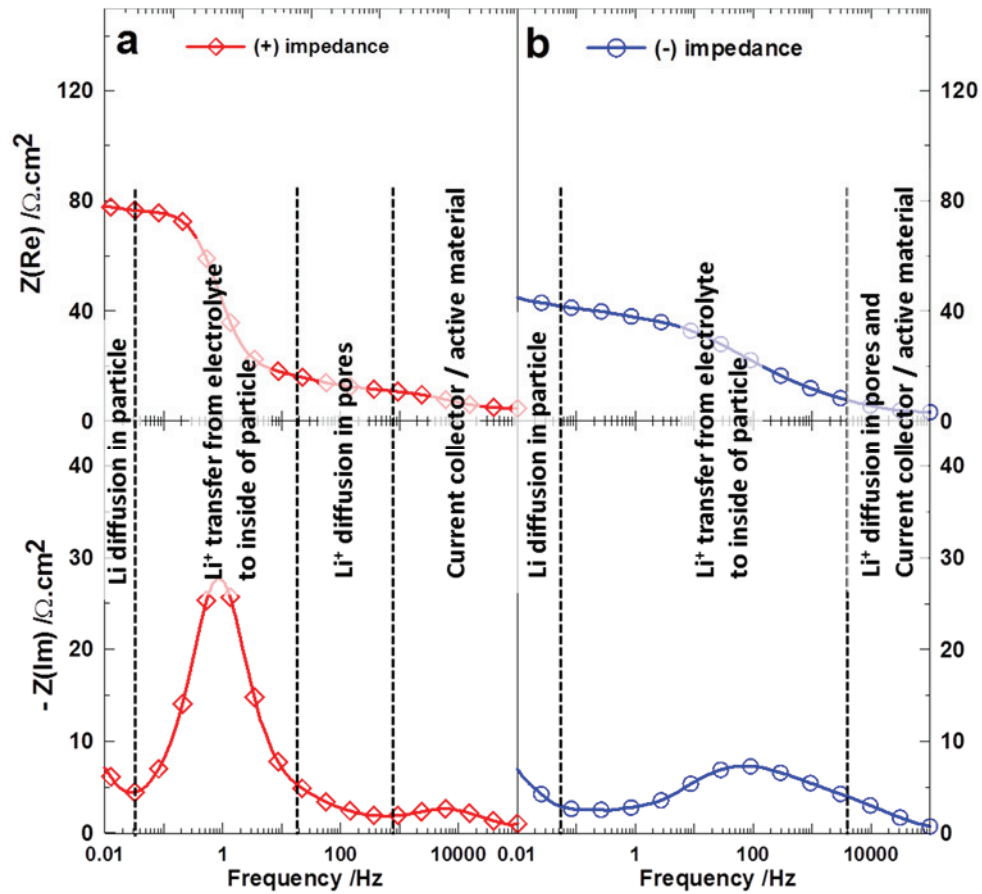 a
(+) impedance
b
(-) impedance
Z(Re) /Ω.cm2
120
80
40
0
120
80
40
0
Li diffusion in particle
Li+ transfer from electrolyte
to inside of particle
Li+ diffusion in pores
Current collector / active material
Li diffusion in particle
Li+ transfer from electrolyte
to inside of particle
Li+ diffusion in pores and
Current collector / active material
- Z(Im) /Ω.cm2
40
30
20
10
0
40
30
20
10
0
0.01
1
100
10000
0.01
1
100
10000
Frequency /Hz
Frequency /Hz